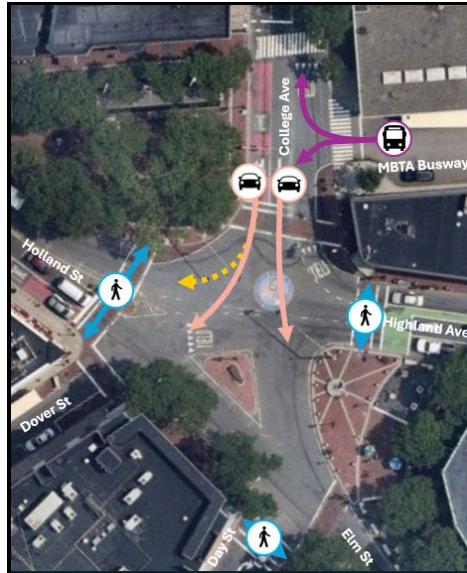 College Ave
MBTA Busway
Holland St
Highland Ave
Dover St
Day St
Elm St